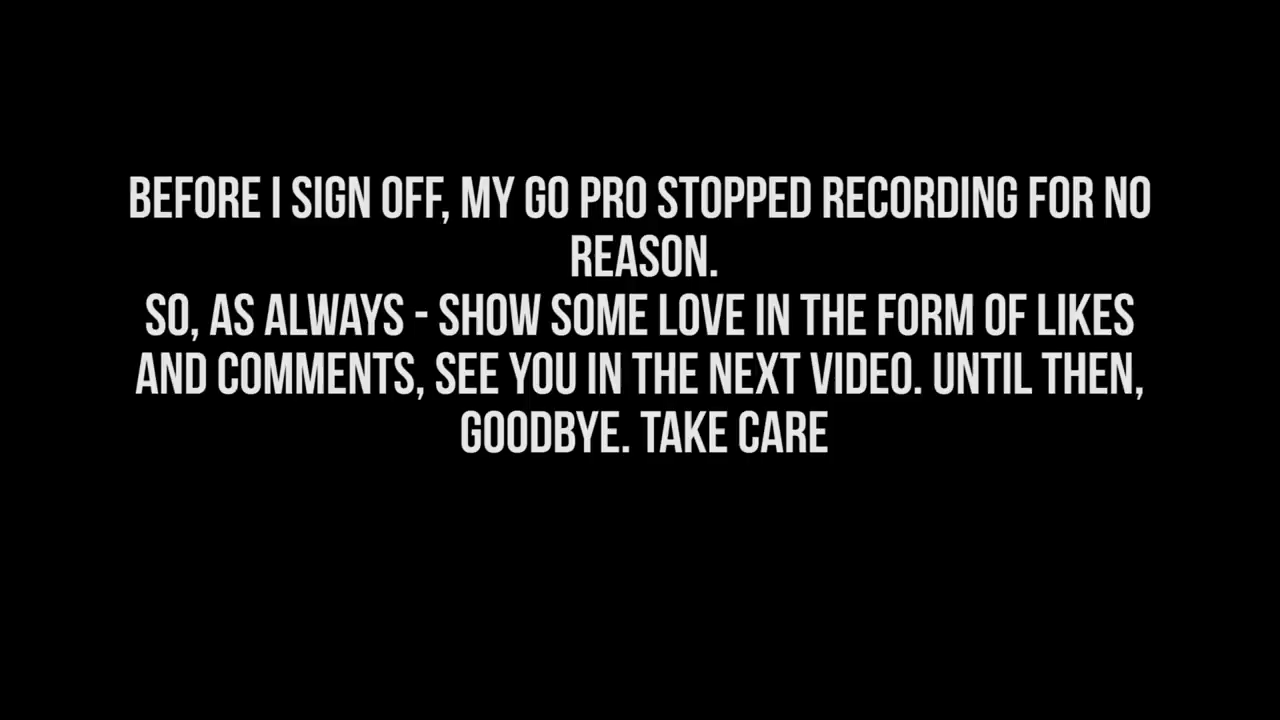 BEFORE I SIGN OFF, MY GO PRO STOPPED RECORDING FOR NO
REASON.
SO, AS ALWAYS - SHOW SOME LOVE IN THE FORM OF LIKES
AND COMMENTS, SEE YOU IN THE NEXT VIDEO. UNTIL THEN,
GOODBYE. TAKE CARE